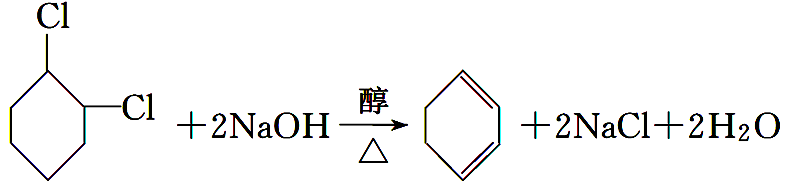 Cl
Cl
+2NaOH 醇 △ +2NaCl+2H₂O